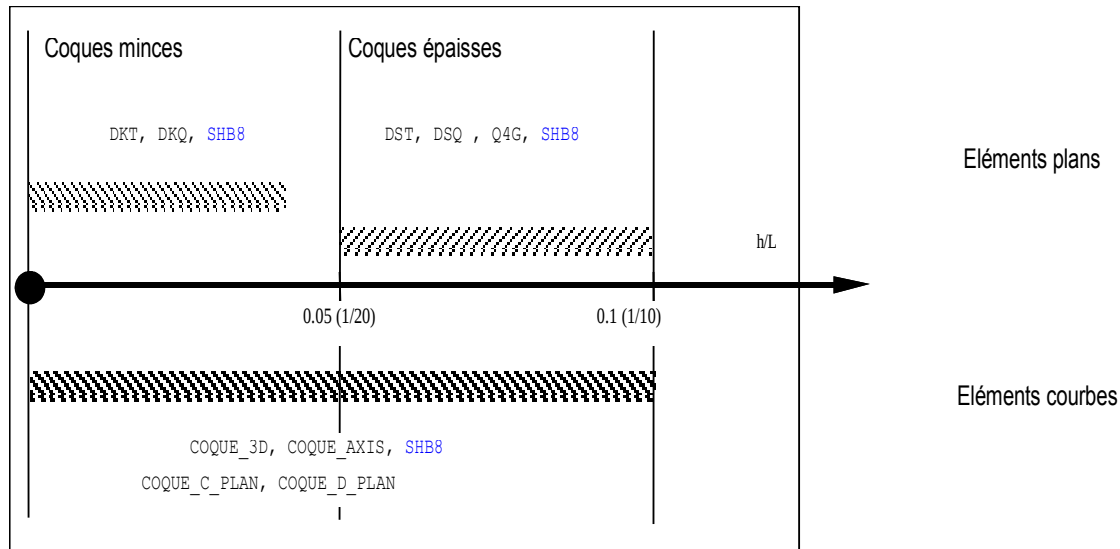 Coques minces
Coques épaisses
DKT, DKQ, SHB8
DST, DSQ , Q4G, SHB8
Eléments plans
h/L
0.05 (1/20)
0.1 (1/10)
Eléments courbes
COQUE_3D, COQUE_AXIS, SHB8
COQUE_C_PLAN, COQUE_D_PLAN